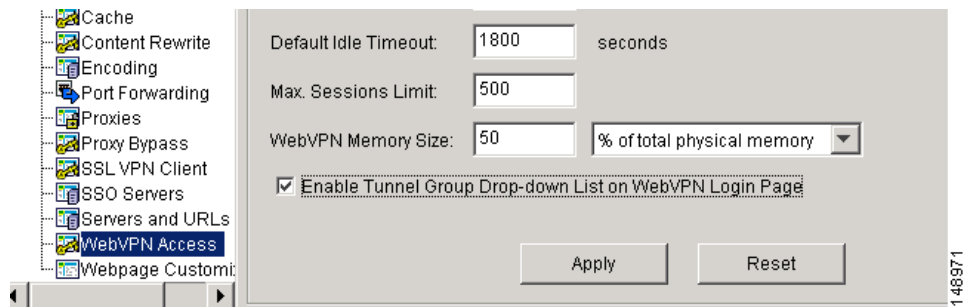 Cache
Content Rewrite
Encoding
Port Forwarding
Proxies
Proxy Bypass
SSL VPN Client
SSO Servers
Servers and URLs
WebVPN Access
Webpage Customi
Default Idle Timeout: 1800 seconds
Max. Sessions Limit: 500
WebVPN Memory Size: 50 % of total physical memory
Enable Tunnel Group Drop-down List on WebVPN Login Page
Apply Reset
148971